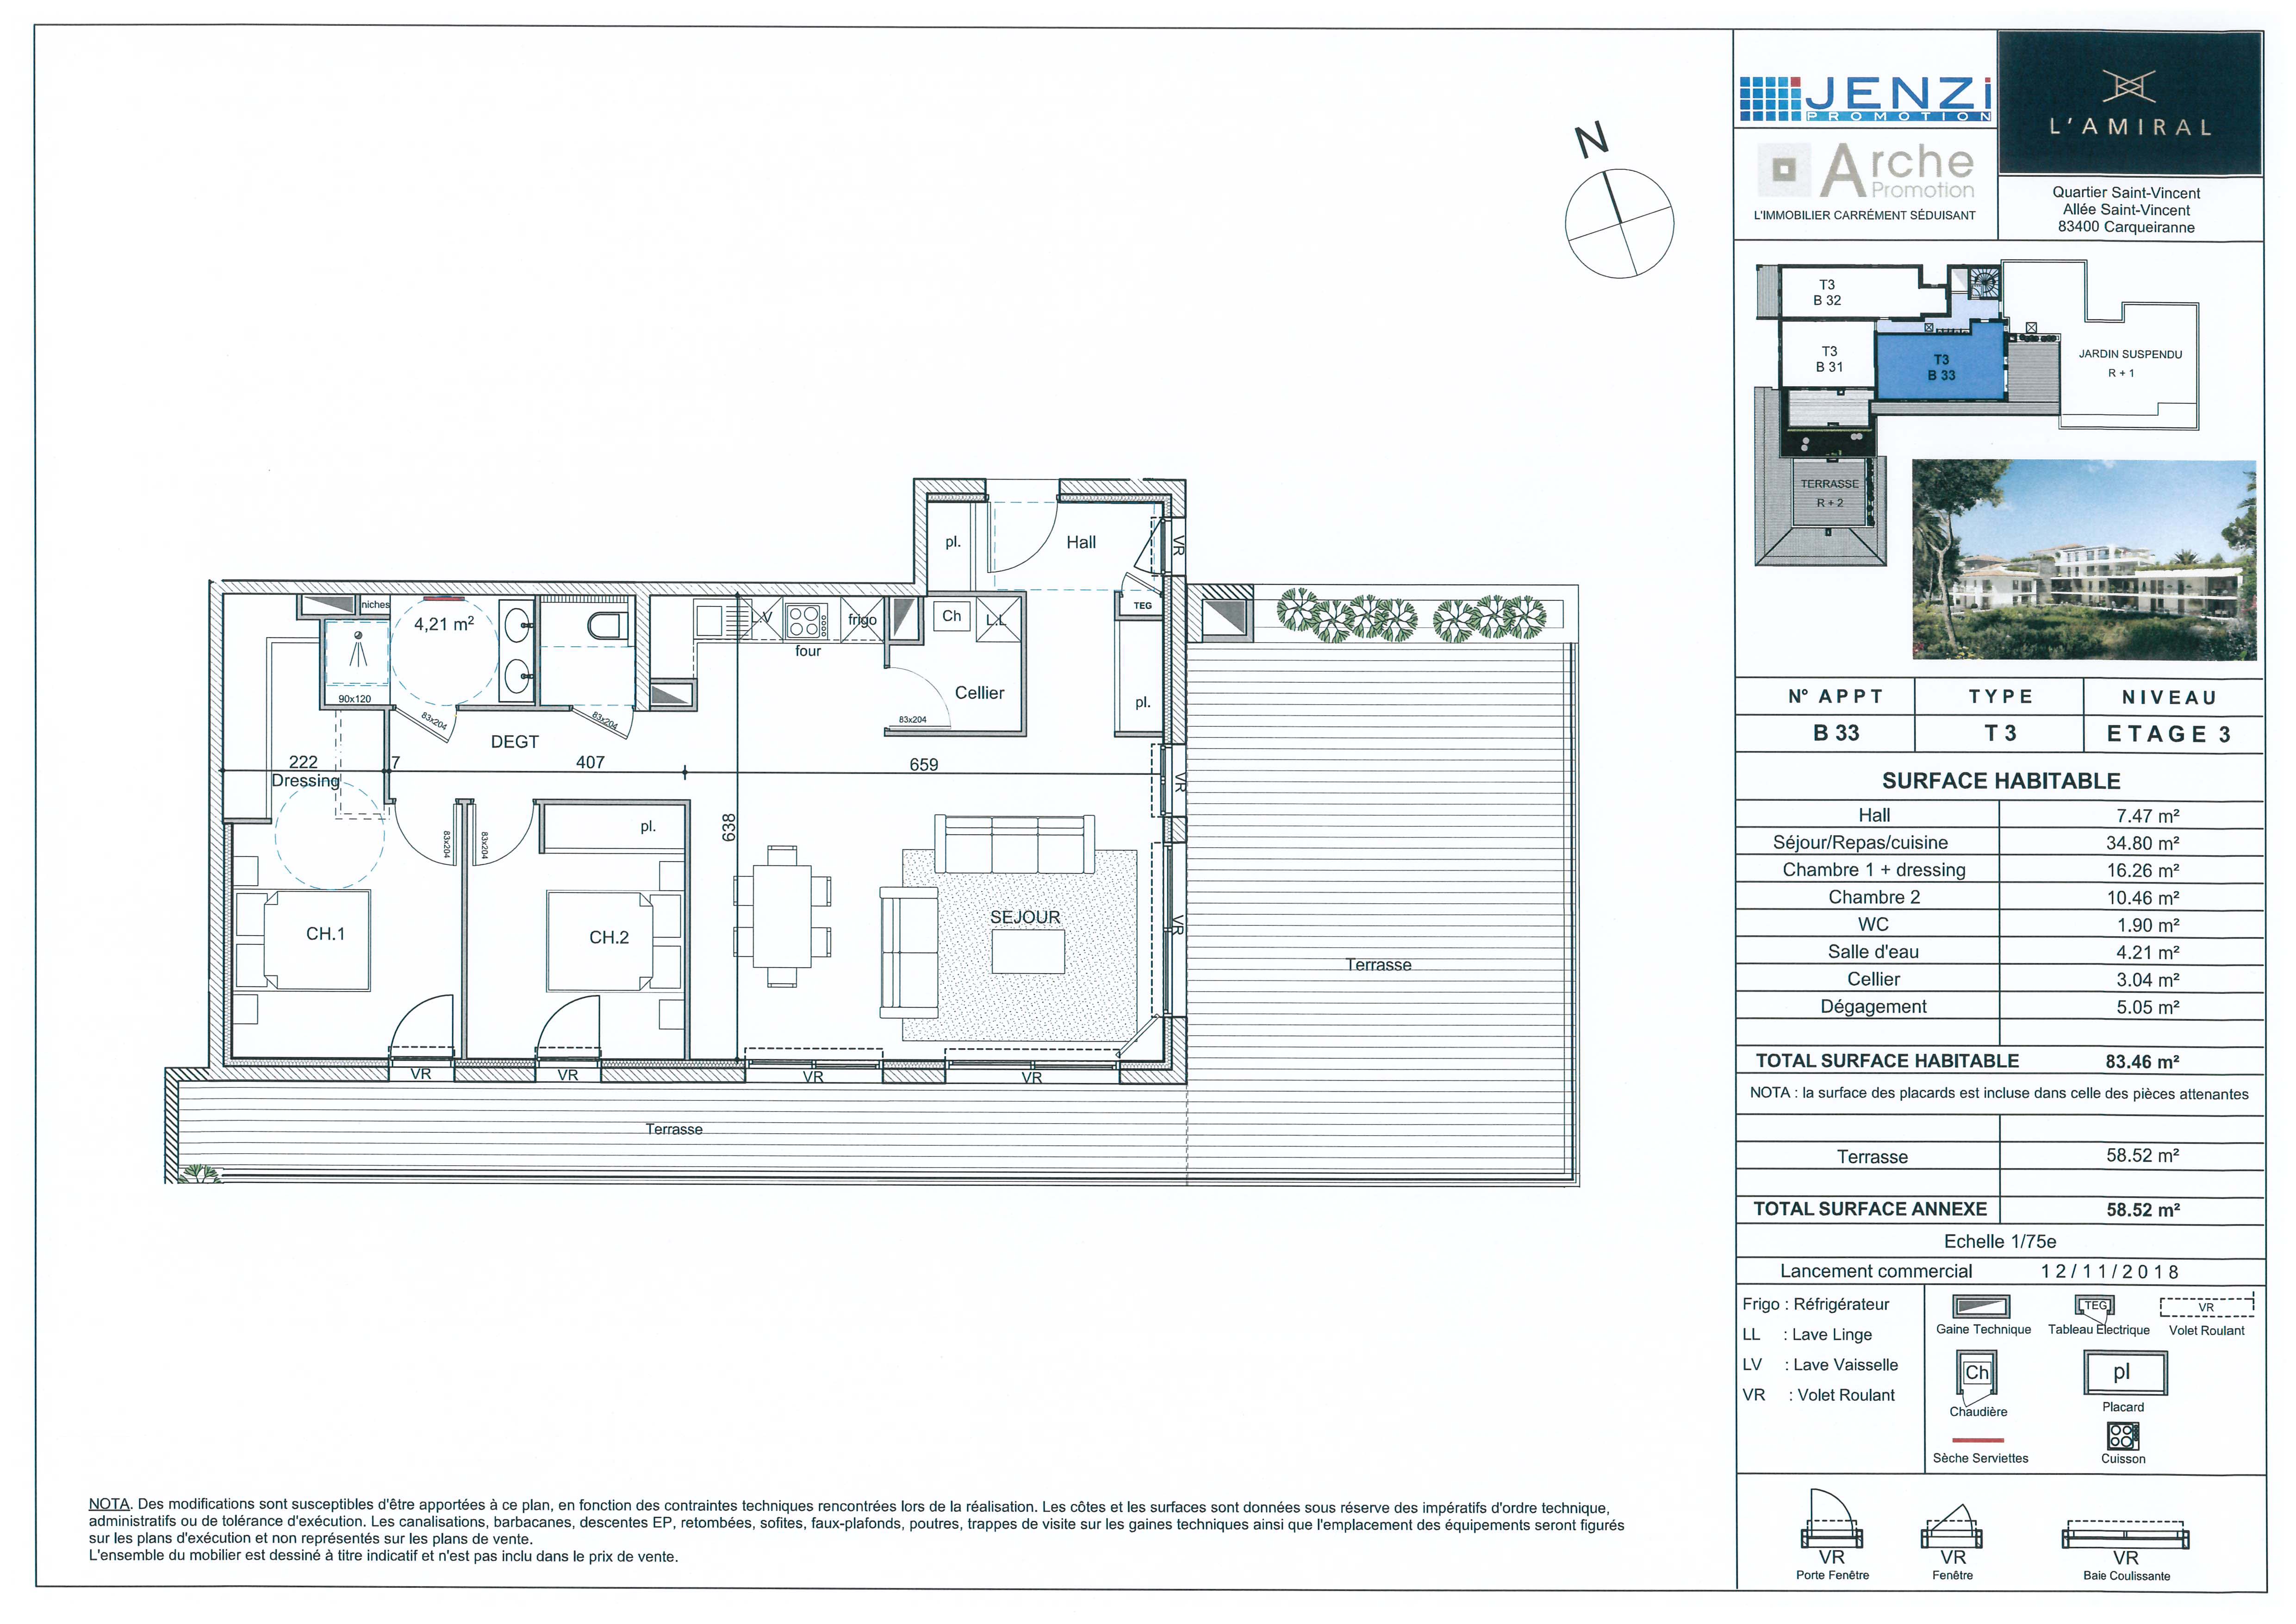 N
JENZi
PROMOTION
Arche
Promotion
L'IMMOBILIER CARRÉMENT SÉDUISANT
L'AMIRAL
Quartier Saint-Vincent
Allée Saint-Vincent
83400 Carqueiranne
T3
B 32
T3
B 31
T3
B 33
JARDIN SUSPENDU
R + 1
TERRASSE
R + 2
N° APPT TYPE NIVEAU
B 33 T 3 ETAGE 3
SURFACE HABITABLE
Hall 7.47 m²
Séjour/Repas/cuisine 34.80 m²
Chambre 1 + dressing 16.26 m²
Chambre 2 10.46 m²
WC 1.90 m²
Salle d'eau 4.21 m²
Cellier 3.04 m²
Dégagement 5.05 m²
TOTAL SURFACE HABITABLE 83.46 m²
NOTA : la surface des placards est incluse dans celle des pièces attenantes
Terrasse 58.52 m²
TOTAL SURFACE ANNEXE 58.52 m²
Echelle 1/75e
Lancement commercial 12/11/2018
Frigo : Réfrigérateur
LL : Lave Linge
LV : Lave Vaisselle
VR : Volet Roulant
Gaine Technique
TEG
Tableau Electrique
VR
Volet Roulant
Ch
Chaudière
pl
Placard
Sèche Serviettes
Cuisson
VR
Porte Fenêtre
VR
Fenêtre
VR
Baie Coulissante
pl.
Hall
VR
niches
4,21 m²
90x120
83x204
83x204
L.V
four
frigo
Ch
L.L
Cellier
83x204
TEG
pl.
DEGT
222
7
407
659
638
Dressing
83x204
83x204
pl.
VR
CH.1
CH.2
SEJOUR
VR
Terrasse
VR
VR
VR
VR
Terrasse
NOTA. Des modifications sont susceptibles d'être apportées à ce plan, en fonction des contraintes techniques rencontrées lors de la réalisation. Les côtes et les surfaces sont données sous réserve des impératifs d'ordre technique,
administratifs ou de tolérance d'exécution. Les canalisations, barbacanes, descentes EP, retombées, sofites, faux-plafonds, poutres, trappes de visite sur les gaines techniques ainsi que l'emplacement des équipements seront figurés
sur les plans d'exécution et non représentés sur les plans de vente.
L'ensemble du mobilier est dessiné à titre indicatif et n'est pas inclu dans le prix de vente.